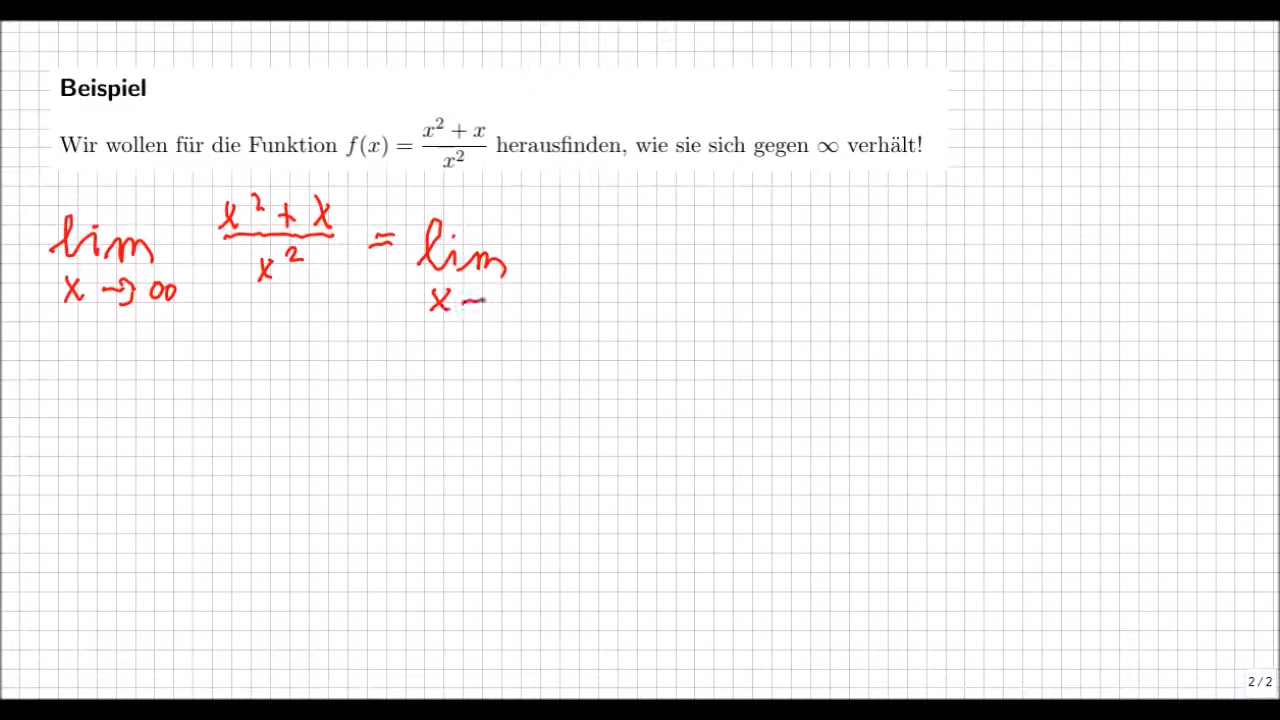 Beispiel
Wir wollen für die Funktion f(x) = (x² + x)/x² herausfinden, wie sie sich gegen ∞ verhält!
lim x→∞ (x² + x)/x² = lim x –
2 / 2